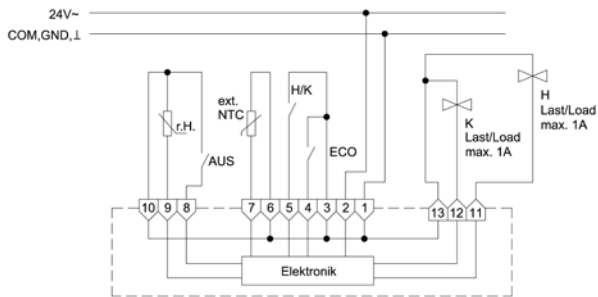 24V~
COM,GND,⊥
H/K
ext.
NTC
r.H.
AUS
ECO
H
Last/Load
max. 1A
K
Last/Load
max. 1A
10 9 8 7 6 5 4 3 2 1 13 12 11
Elektronik